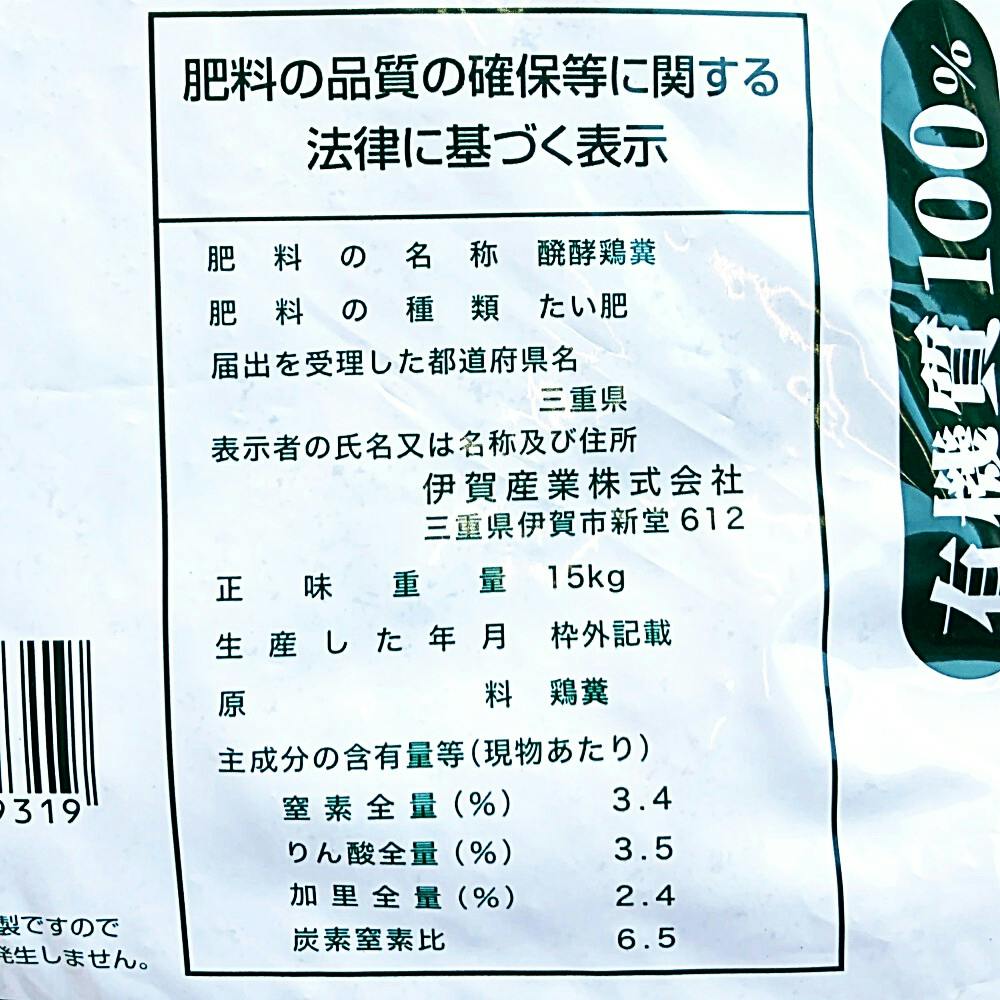 肥料の品質の確保等に関する
法律に基づく表示
肥料の名称 醗酵鶏糞
肥料の種類 たい肥
届出を受理した都道府県名
三重県
表示者の氏名又は名称及び住所
伊賀産業株式会社
三重県伊賀市新堂612
正味重量 15kg
生産した年月 枠外記載
原料 鶏糞
主成分の含有量等(現物あたり)
窒素全量(%) 3.4
りん酸全量(%) 3.5
加里全量(%) 2.4
炭素窒素比 6.5
有機質100%
9319
製ですので
発生しません。